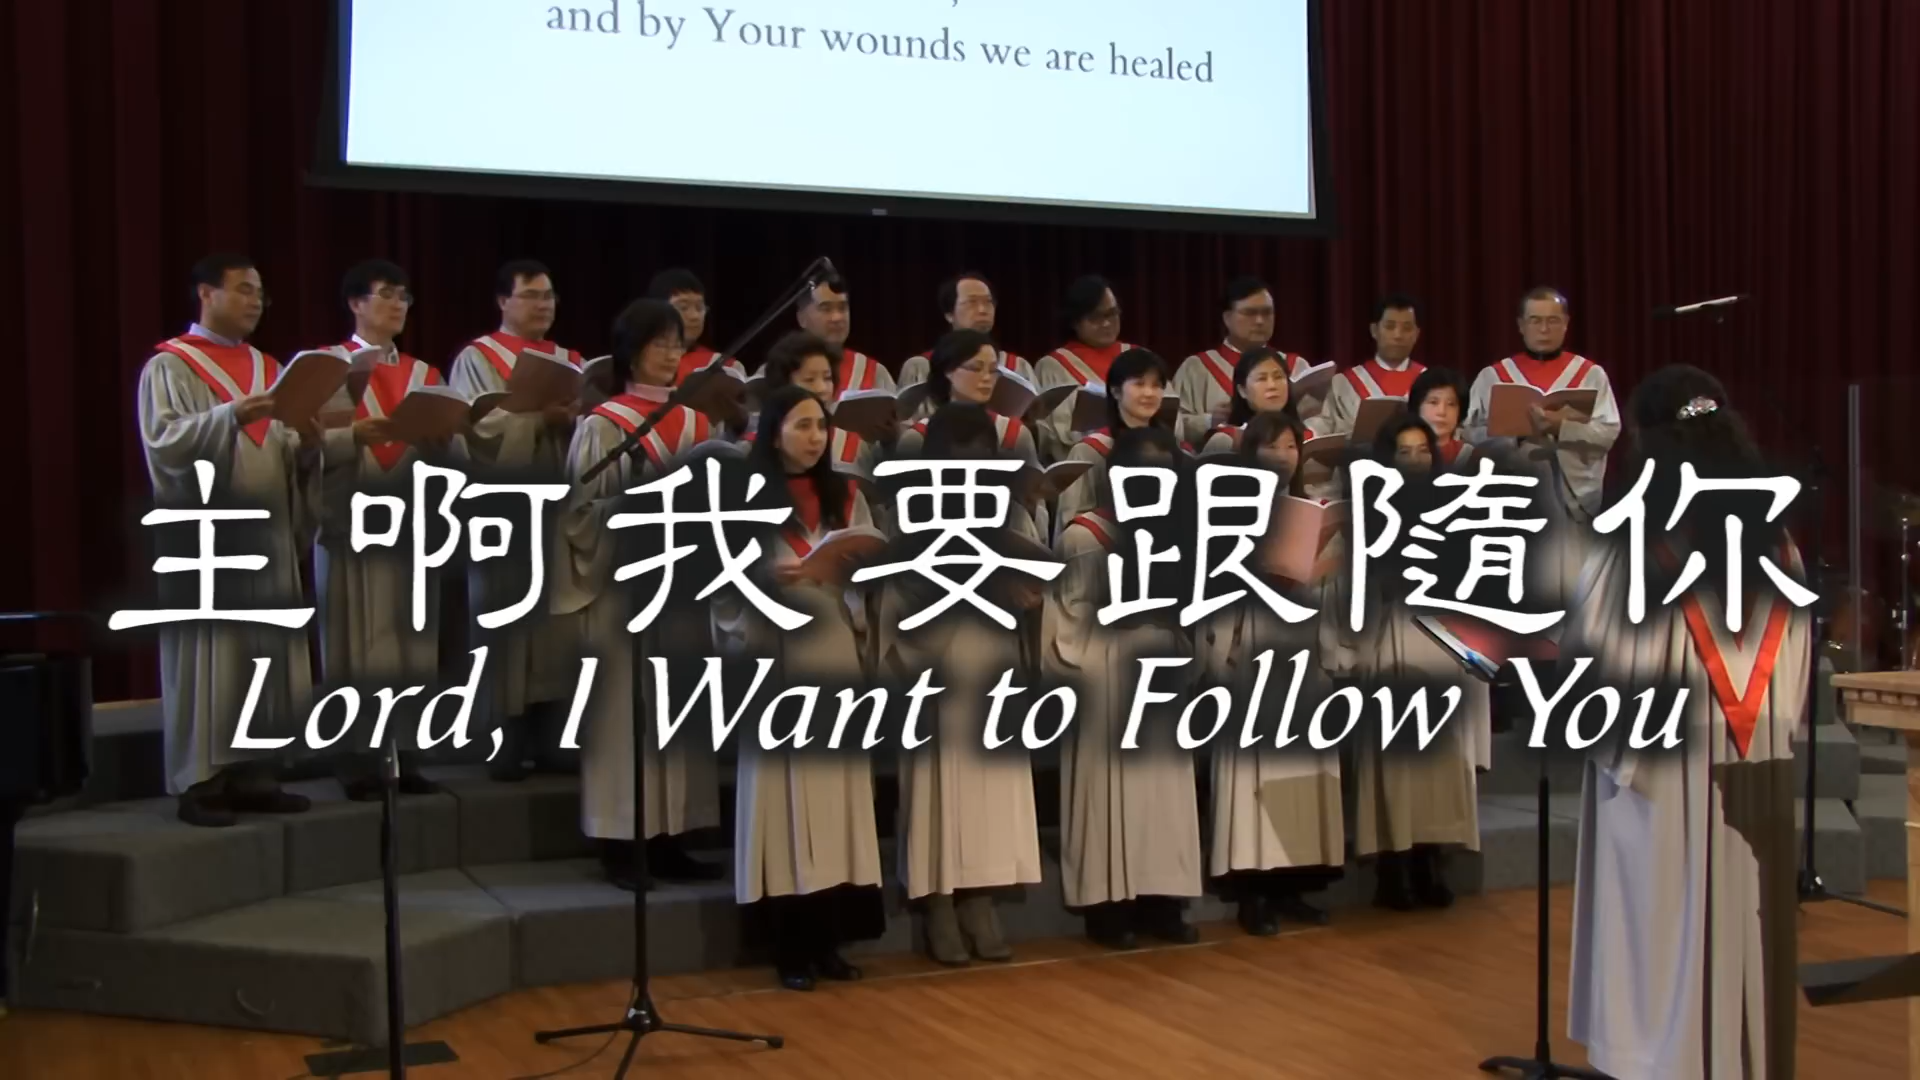 and by Your wounds we are healed
主啊我要跟隨你
Lord, I Want to Follow You